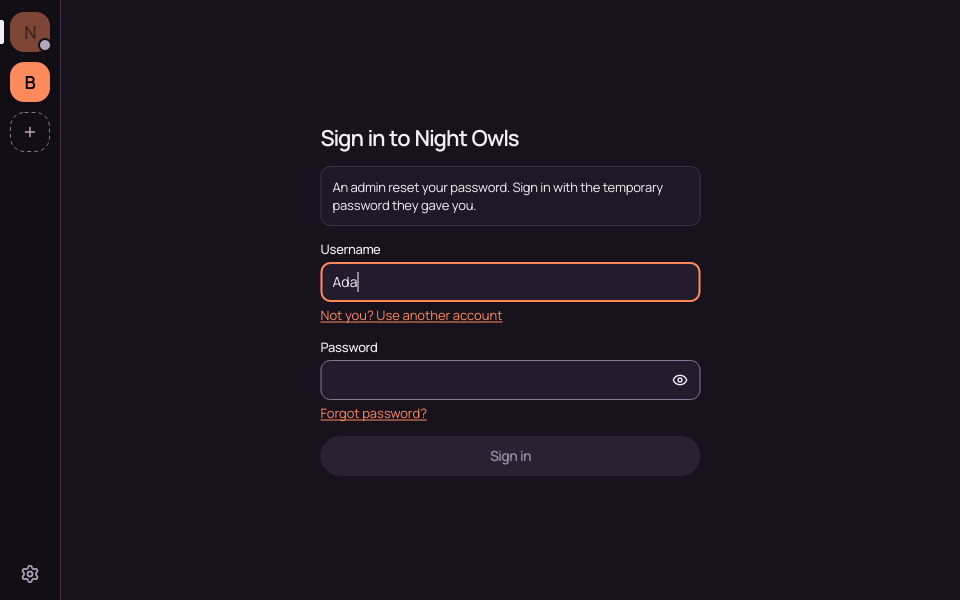 N
B
Sign in to Night Owls
An admin reset your password. Sign in with the temporary
password they gave you.
Username
Ada
Not you? Use another account
Password
Forgot password?
Sign in